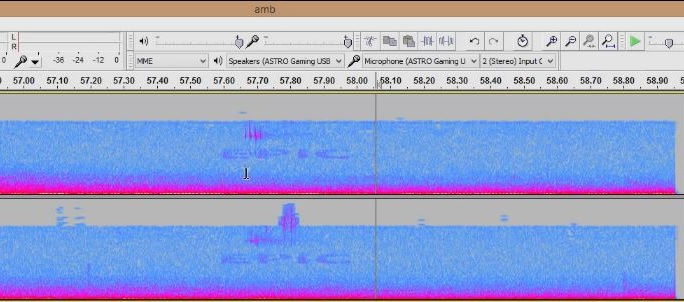 amb
L
R
0 -36 -24 -12 0
MME Speakers (ASTRO Gaming USB Microphone (ASTRO Gaming U 2 (Stereo) Input C
57.00 57.10 57.20 57.30 57.40 57.50 57.60 57.70 57.80 57.90 58.00 58.10 58.20 58.30 58.40 58.50 58.60 58.70 58.80 58.90
EPIC
EPIC